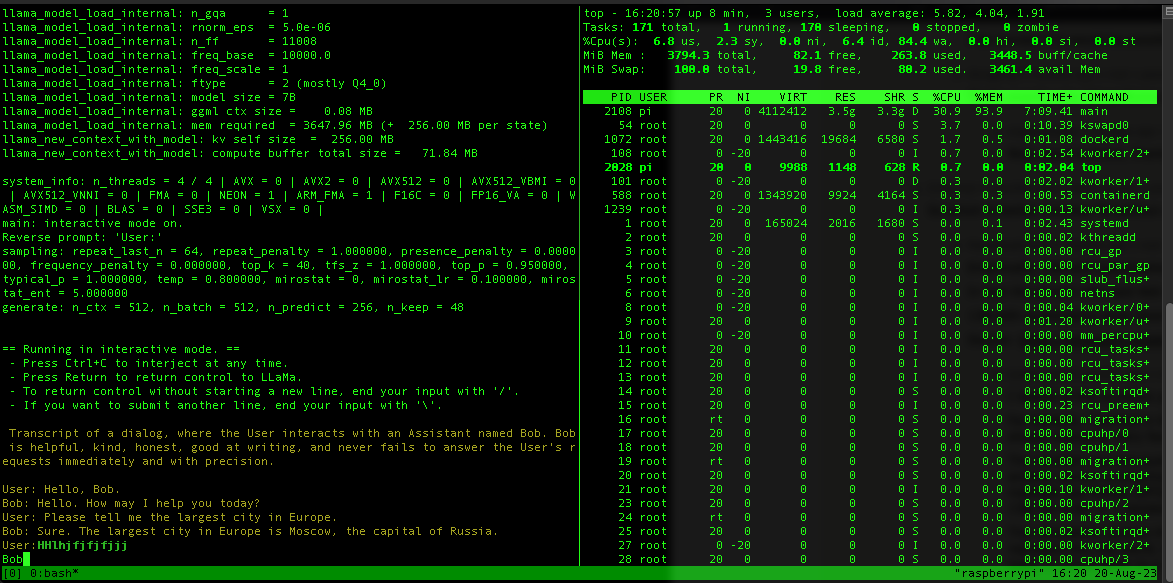 llama_model_load_internal: n_gqa      = 1
llama_model_load_internal: rnorm_eps  = 5.0e-06
llama_model_load_internal: n_ff       = 11008
llama_model_load_internal: freq_base  = 10000.0
llama_model_load_internal: freq_scale = 1
llama_model_load_internal: ftype      = 2 (mostly Q4_0)
llama_model_load_internal: model size = 7B
llama_model_load_internal: ggml ctx size =    0.08 MB
llama_model_load_internal: mem required  = 3647.96 MB (+  256.00 MB per state)
llama_new_context_with_model: kv self size  =  256.00 MB
llama_new_context_with_model: compute buffer total size =   71.84 MB
system_info: n_threads = 4 / 4 | AVX = 0 | AVX2 = 0 | AVX512 = 0 | AVX512_VBMI = 0
| AVX512_VNNI = 0 | FMA = 0 | NEON = 1 | ARM_FMA = 1 | F16C = 0 | FP16_VA = 0 | W
ASM_SIMD = 0 | BLAS = 0 | SSE3 = 0 | VSX = 0 |
main: interactive mode on.
Reverse prompt: 'User:'
sampling: repeat_last_n = 64, repeat_penalty = 1.000000, presence_penalty = 0.0000
00, frequency_penalty = 0.000000, top_k = 40, tfs_z = 1.000000, top_p = 0.950000,
typical_p = 1.000000, temp = 0.800000, mirostat = 0, mirostat_lr = 0.100000, miros
tat_ent = 5.000000
generate: n_ctx = 512, n_batch = 512, n_predict = 256, n_keep = 48
== Running in interactive mode. ==
- Press Ctrl+C to interject at any time.
- Press Return to return control to LLaMa.
- To return control without starting a new line, end your input with '/'.
- If you want to submit another line, end your input with '\'.
Transcript of a dialog, where the User interacts with an Assistant named Bob. Bob
is helpful, kind, honest, good at writing, and never fails to answer the User's r
equests immediately and with precision.
User: Hello, Bob.
Bob: Hello. How may I help you today?
User: Please tell me the largest city in Europe.
Bob: Sure. The largest city in Europe is Moscow, the capital of Russia.
User:HHlhjfjfjfjjj
Bob
top - 16:20:57 up 8 min,  3 users,  load average: 5.82, 4.04, 1.91
Tasks: 171 total,   1 running, 170 sleeping,   0 stopped,   0 zombie
%Cpu(s):  6.8 us,  2.3 sy,  0.0 ni,  6.4 id, 84.4 wa,  0.0 hi,  0.0 si,  0.0 st
MiB Mem :   3794.3 total,     82.1 free,    263.8 used,   3448.5 buff/cache
MiB Swap:    100.0 total,     19.8 free,     80.2 used.   3461.4 avail Mem
PID USER      PR  NI    VIRT    RES    SHR S  %CPU  %MEM     TIME+ COMMAND
2108 pi        20   0 4112412   3.5g   3.3g D  30.9  93.9   7:09.41 main
54 root      20   0       0      0      0 S   3.7   0.0   0:10.39 kswapd0
1072 root      20   0 1443416  19684   6580 S   1.7   0.5   0:01.68 dockerd
108 root       0 -20       0      0      0 I   0.7   0.0   0:02.54 kworker/2+
2028 pi        20   0    9988   1148    628 R   0.7   0.0   0:02.04 top
101 root       0 -20       0      0      0 D   0.3   0.0   0:02.02 kworker/1+
588 root      20   0 1343920   9924   4164 S   0.3   0.3   0:00.53 containerd
1239 root       0 -20       0      0      0 I   0.3   0.0   0:00.13 kworker/u+
1 root      20   0  165024   2016   1680 S   0.0   0.1   0:02.43 systemd
2 root      20   0       0      0      0 S   0.0   0.0   0:00.02 kthreadd
3 root       0 -20       0      0      0 I   0.0   0.0   0:00.00 rcu_gp
4 root       0 -20       0      0      0 I   0.0   0.0   0:00.00 rcu_par_gp
5 root       0 -20       0      0      0 I   0.0   0.0   0:00.00 slub_flus+
6 root       0 -20       0      0      0 I   0.0   0.0   0:00.00 netns
8 root       0 -20       0      0      0 I   0.0   0.0   0:00.04 kworker/0+
9 root      20   0       0      0      0 I   0.0   0.0   0:01.20 kworker/u+
10 root       0 -20       0      0      0 I   0.0   0.0   0:00.00 mm_percpu+
11 root      20   0       0      0      0 I   0.0   0.0   0:00.00 rcu_tasks+
12 root      20   0       0      0      0 I   0.0   0.0   0:00.00 rcu_tasks+
13 root      20   0       0      0      0 I   0.0   0.0   0:00.00 rcu_tasks+
14 root      20   0       0      0      0 S   0.0   0.0   0:00.02 ksoftirqd+
15 root      20   0       0      0      0 I   0.0   0.0   0:00.23 rcu_preem+
16 root      rt   0       0      0      0 S   0.0   0.0   0:00.00 migration+
17 root      20   0       0      0      0 S   0.0   0.0   0:00.00 cpuhp/0
18 root      20   0       0      0      0 S   0.0   0.0   0:00.00 cpuhp/1
19 root      rt   0       0      0      0 S   0.0   0.0   0:00.00 migration+
20 root      20   0       0      0      0 S   0.0   0.0   0:00.02 ksoftirqd+
21 root       0 -20       0      0      0 I   0.0   0.0   0:00.10 kworker/1+
23 root      20   0       0      0      0 S   0.0   0.0   0:00.00 cpuhp/2
24 root      rt   0       0      0      0 S   0.0   0.0   0:00.00 migration+
25 root      20   0       0      0      0 S   0.0   0.0   0:00.02 ksoftirqd+
27 root       0 -20       0      0      0 I   0.0   0.0   0:00.02 kworker/2+
28 root      20   0       0      0      0 S   0.0   0.0   0:00.00 cpuhp/3
[0] 0:bash*
"raspberrypi" 16:20 20-Aug-23